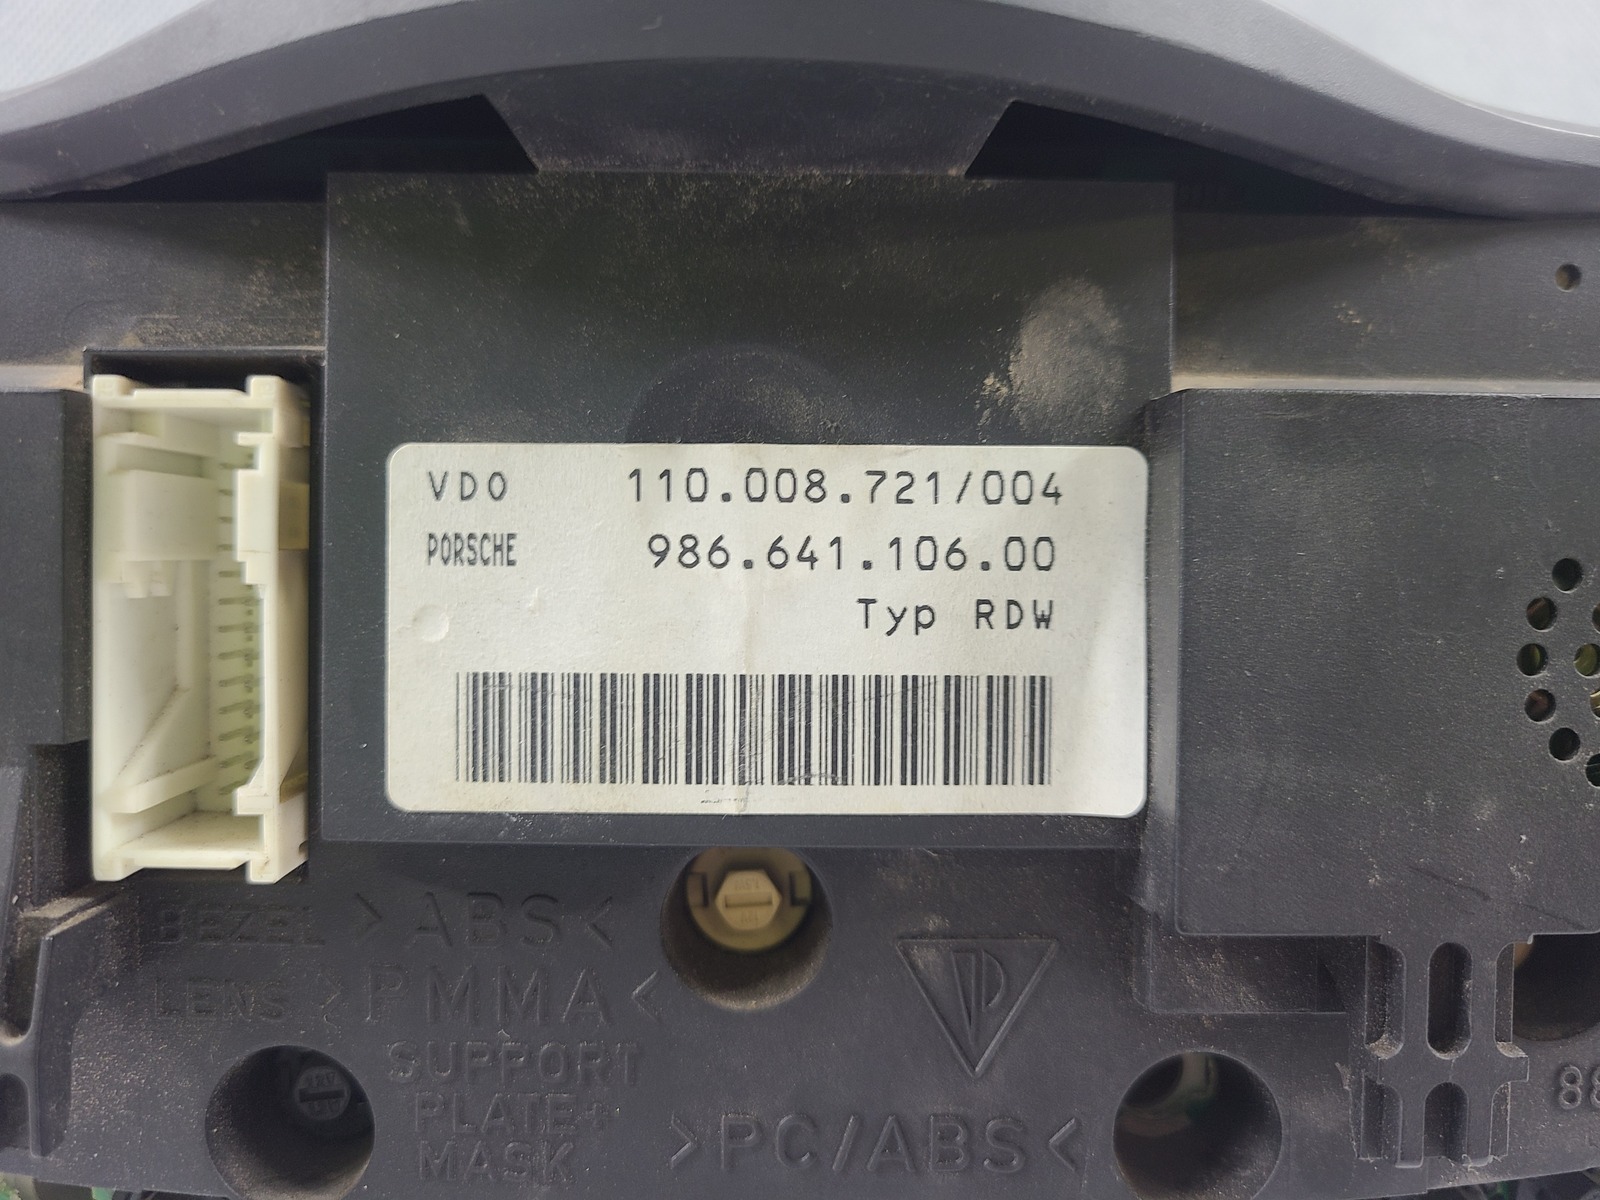 VDO 110.008.721/004
PORSCHE 986.641.106.00
Typ RDW
BEZEL >ABS<
LENS >PMMA<
SUPPORT
PLATE+
MASK >PC/ABS<